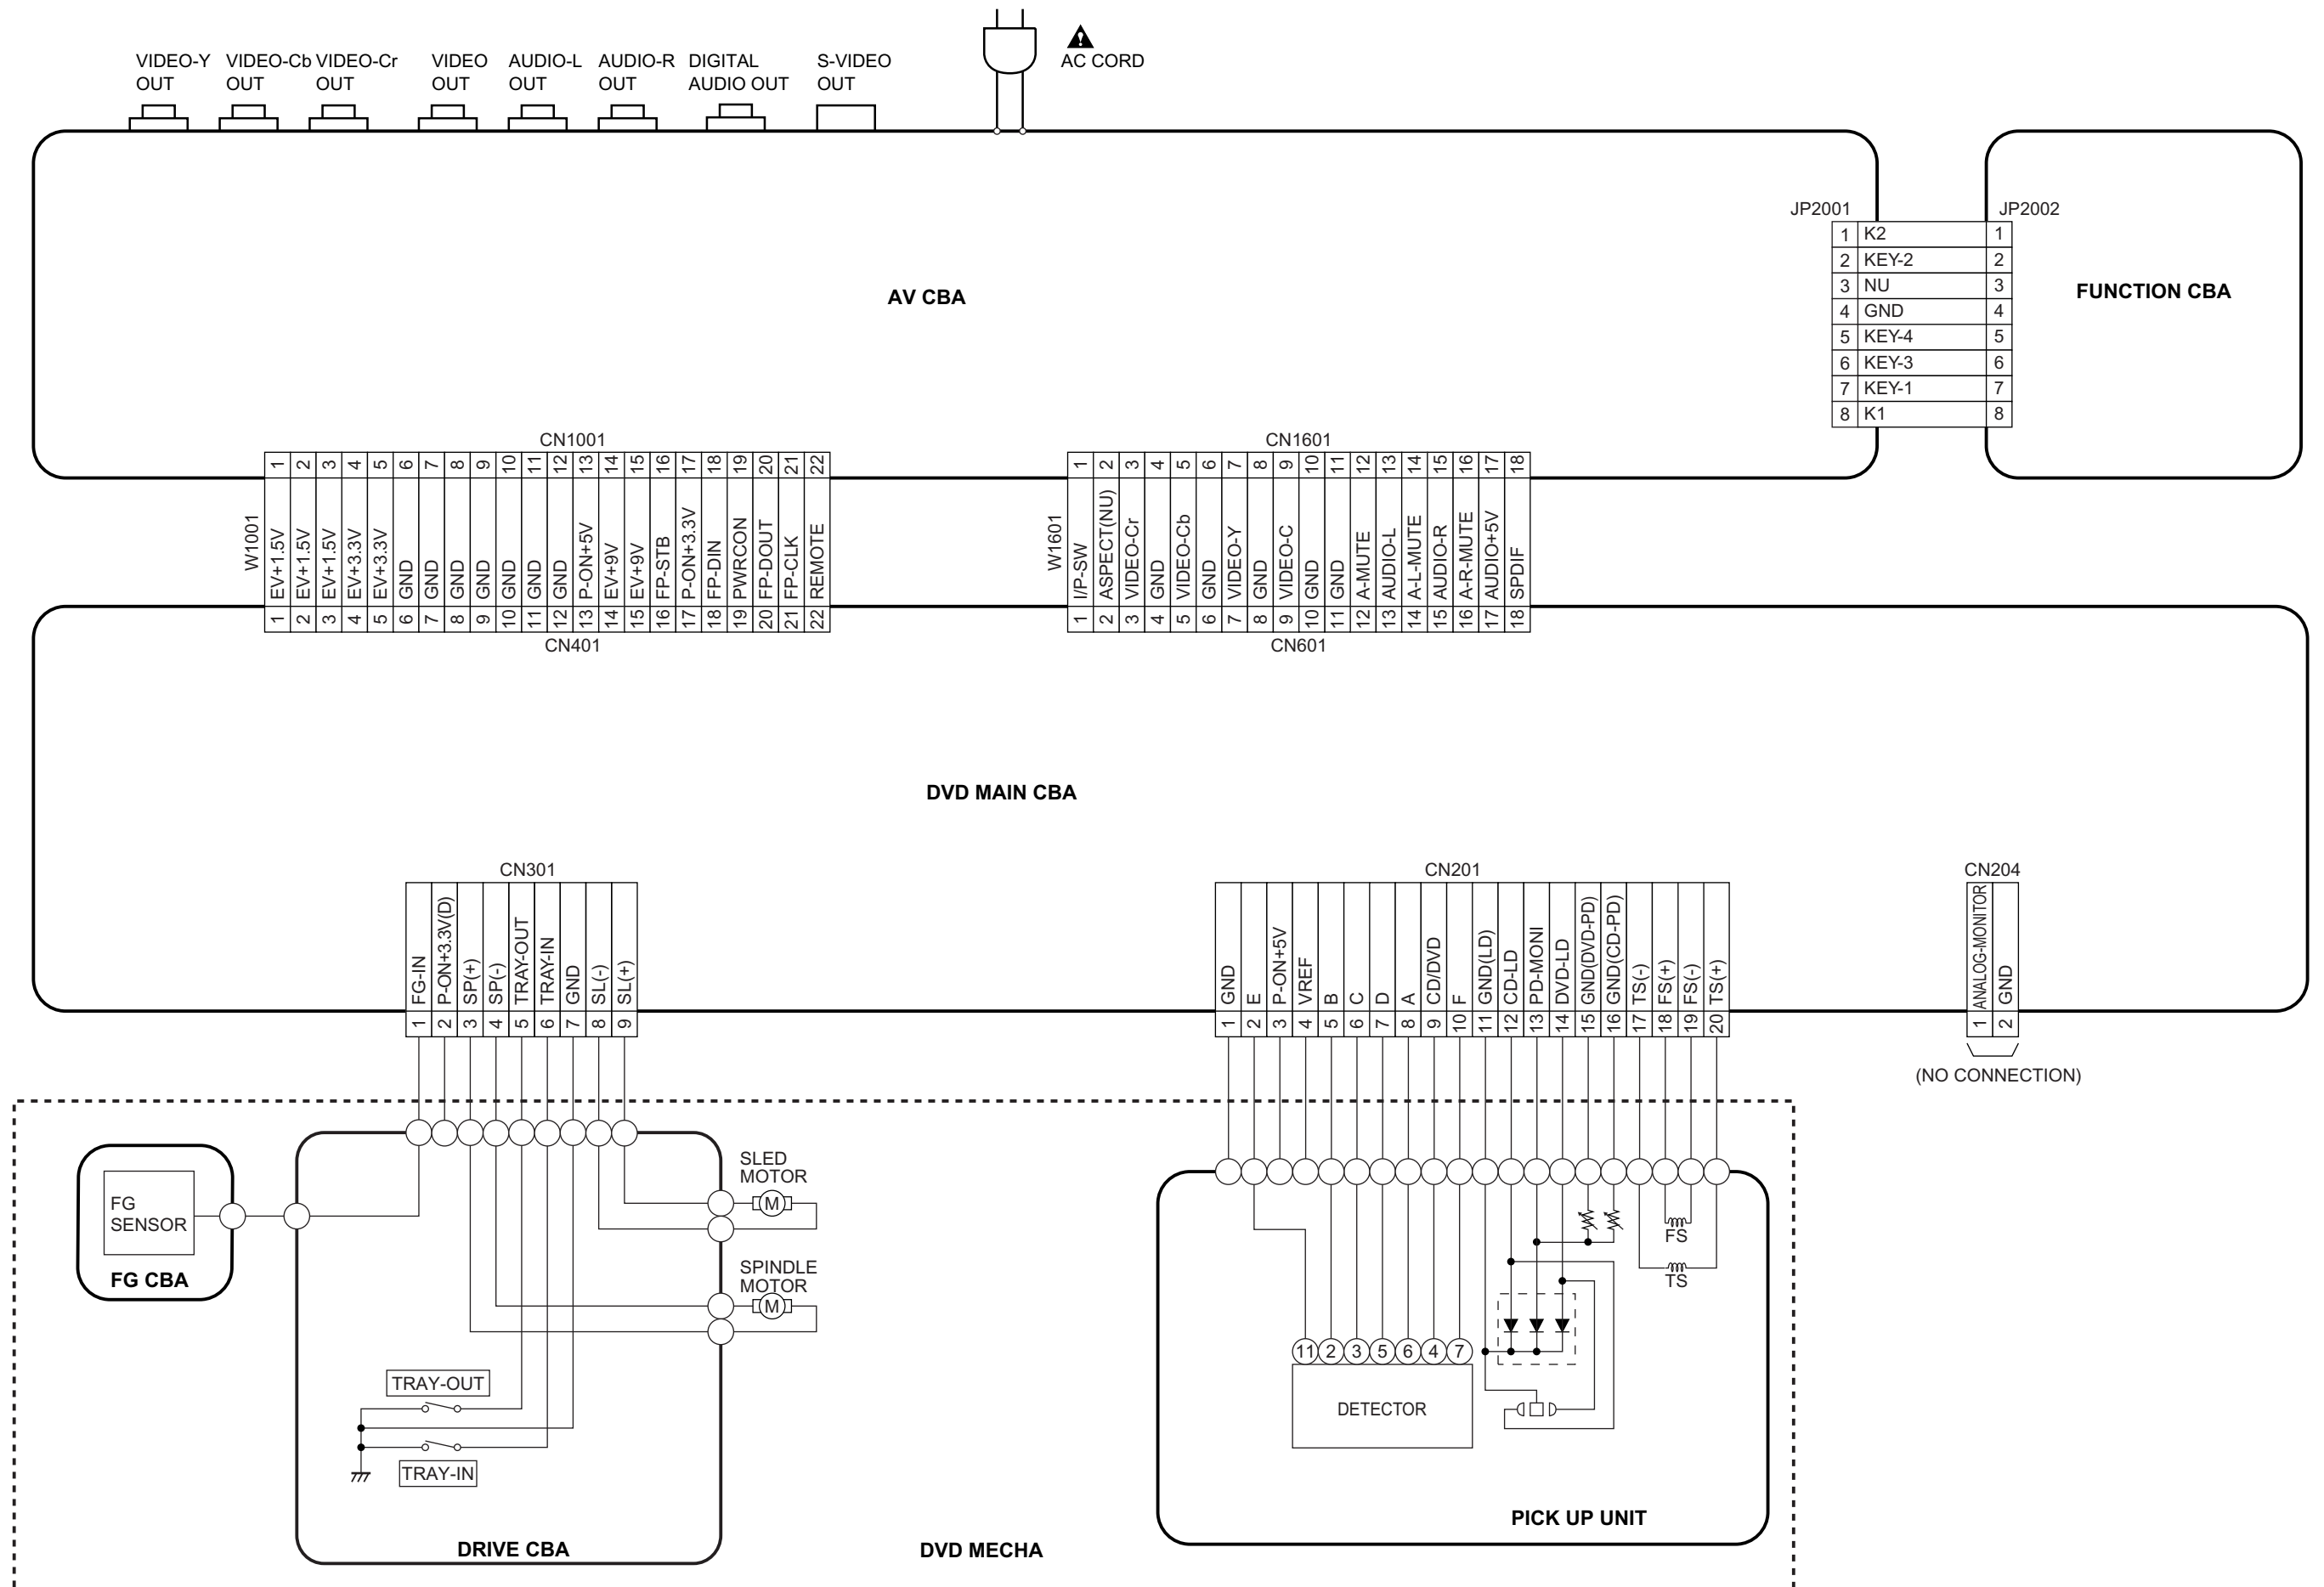 VIDEO-Y OUT
VIDEO-Cb OUT
VIDEO-Cr OUT
VIDEO OUT
AUDIO-L OUT
AUDIO-R OUT
DIGITAL AUDIO OUT
S-VIDEO OUT
AC CORD
AV CBA
JP2001
JP2002
1 K2 1
2 KEY-2 2
3 NU 3
4 GND 4
5 KEY-4 5
6 KEY-3 6
7 KEY-1 7
8 K1 8
FUNCTION CBA
CN1001
W1001
1 EV+1.5V 1
2 EV+1.5V 2
3 EV+1.5V 3
4 EV+3.3V 4
5 EV+3.3V 5
6 GND 6
7 GND 7
8 GND 8
9 GND 9
10 GND 10
11 GND 11
12 GND 12
13 P-ON+5V 13
14 EV+9V 14
15 EV+9V 15
16 FP-STB 16
17 P-ON+3.3V 17
18 FP-DIN 18
19 PWRCON 19
20 FP-DOUT 20
21 FP-CLK 21
22 REMOTE 22
CN401
CN1601
W1601
1 I/P-SW 1
2 ASPECT(NU) 2
3 VIDEO-Cr 3
4 GND 4
5 VIDEO-Cb 5
6 GND 6
7 VIDEO-Y 7
8 GND 8
9 VIDEO-C 9
10 GND 10
11 GND 11
12 A-MUTE 12
13 AUDIO-L 13
14 A-L-MUTE 14
15 AUDIO-R 15
16 A-R-MUTE 16
17 AUDIO+5V 17
18 SPDIF 18
CN601
DVD MAIN CBA
CN301
1 FG-IN
2 P-ON+3.3V(D)
3 SP(+)
4 SP(-)
5 TRAY-OUT
6 TRAY-IN
7 GND
8 SL(-)
9 SL(+)
CN201
1 GND
2 E
3 P-ON+5V
4 VREF
5 B
6 C
7 D
8 A
9 CD/DVD
10 F
11 GND(LD)
12 CD-LD
13 PD-MONI
14 DVD-LD
15 GND(DVD-PD)
16 GND(CD-PD)
17 TS(-)
18 FS(+)
19 FS(-)
20 TS(+)
CN204
1 ANALOG-MONITOR
2 GND
(NO CONNECTION)
FG SENSOR
FG CBA
SLED MOTOR
M
SPINDLE MOTOR
M
TRAY-OUT
TRAY-IN
DRIVE CBA
DVD MECHA
FS
TS
11 2 3 5 6 4 7
DETECTOR
PICK UP UNIT